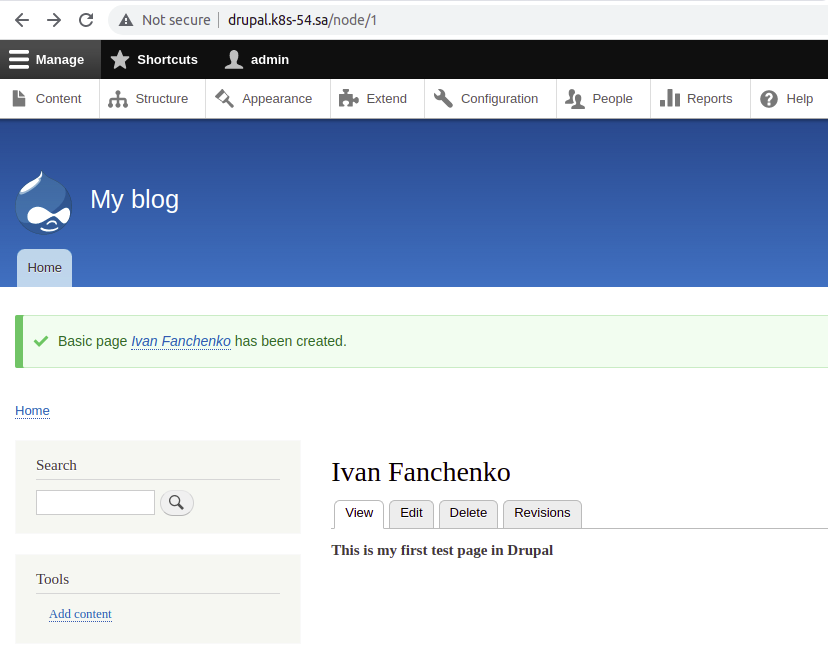 Not secure | drupal.k8s-54.sa/node/1
Manage Shortcuts admin
Content Structure Appearance Extend Configuration People Reports Help
My blog
Home
Basic page Ivan Fanchenko has been created.
Home
Search
Ivan Fanchenko
View Edit Delete Revisions
This is my first test page in Drupal
Tools
Add content